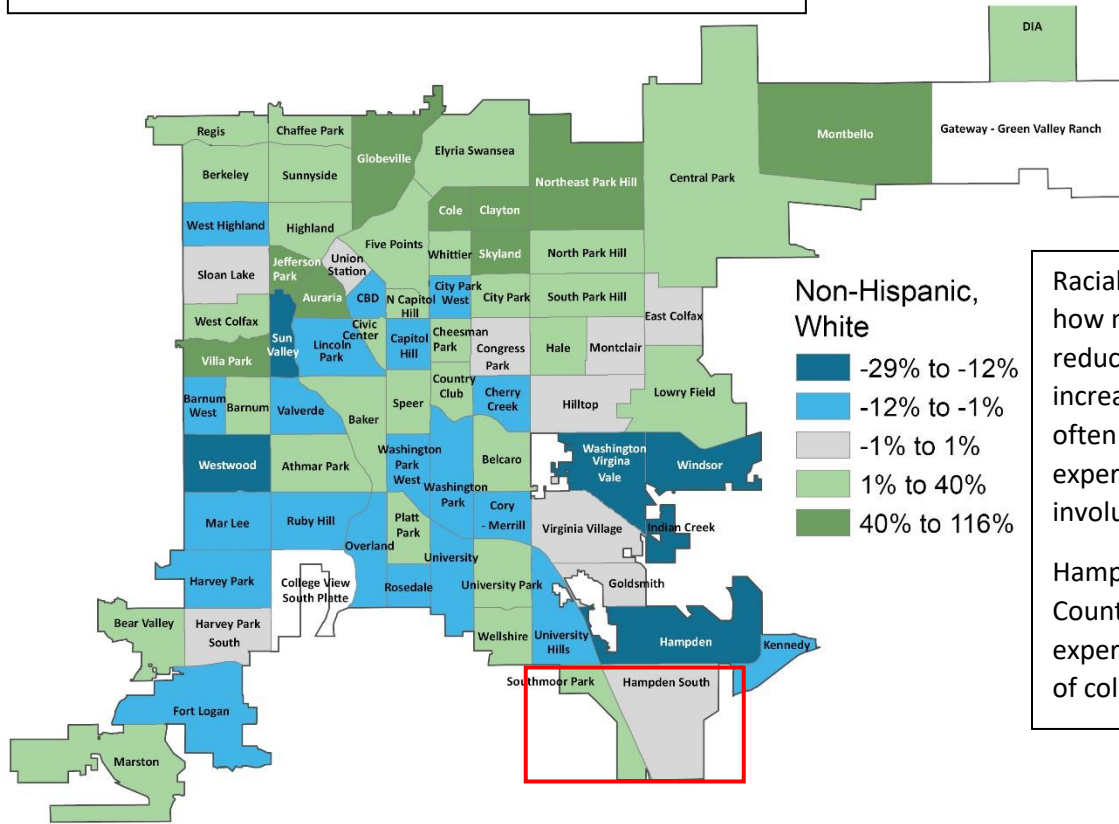 DIA
Montbello
Gateway - Green Valley Ranch
Regis
Chaffee Park
Globeville
Elyria Swansea
Central Park
Berkeley
Sunnyside
Northeast Park Hill
West Highland
Highland
Cole
Clayton
Five Points
Whittier
Skyland
North Park Hill
Sloan Lake
Jefferson
Park
Union
Station
Auraria
CBD
N Capitol
Hill
City Park
West
City Park
South Park Hill
West Colfax
Sun
Valley
Lincoln
Park
Civic
Center
Capitol
Hill
Cheesman
Park
Congress
Park
Hale
Montclair
East Colfax
Villa Park
Barnum
West
Barnum
Valverde
Baker
Speer
Country
Club
Cherry
Creek
Hilltop
Lowry Field
Westwood
Athmar Park
Washington
Park
West
Washington
Park
Belcaro
Washington
Virgina
Vale
Windsor
Mar Lee
Ruby Hill
Overland
Platt
Park
University
Cory
- Merrill
Virginia Village
Indian Creek
Harvey Park
College View
South Platte
Rosedale
University Park
Goldsmith
Bear Valley
Harvey Park
South
Wellshire
University
Hills
Hampden
Kennedy
Fort Logan
Southmoor Park
Hampden South
Marston
Non-Hispanic,
White
-29% to -12%
-12% to -1%
-1% to 1%
1% to 40%
40% to 116%
Racial
how m
reduc
increa
often
exper
involu
Hamp
Count
exper
of col